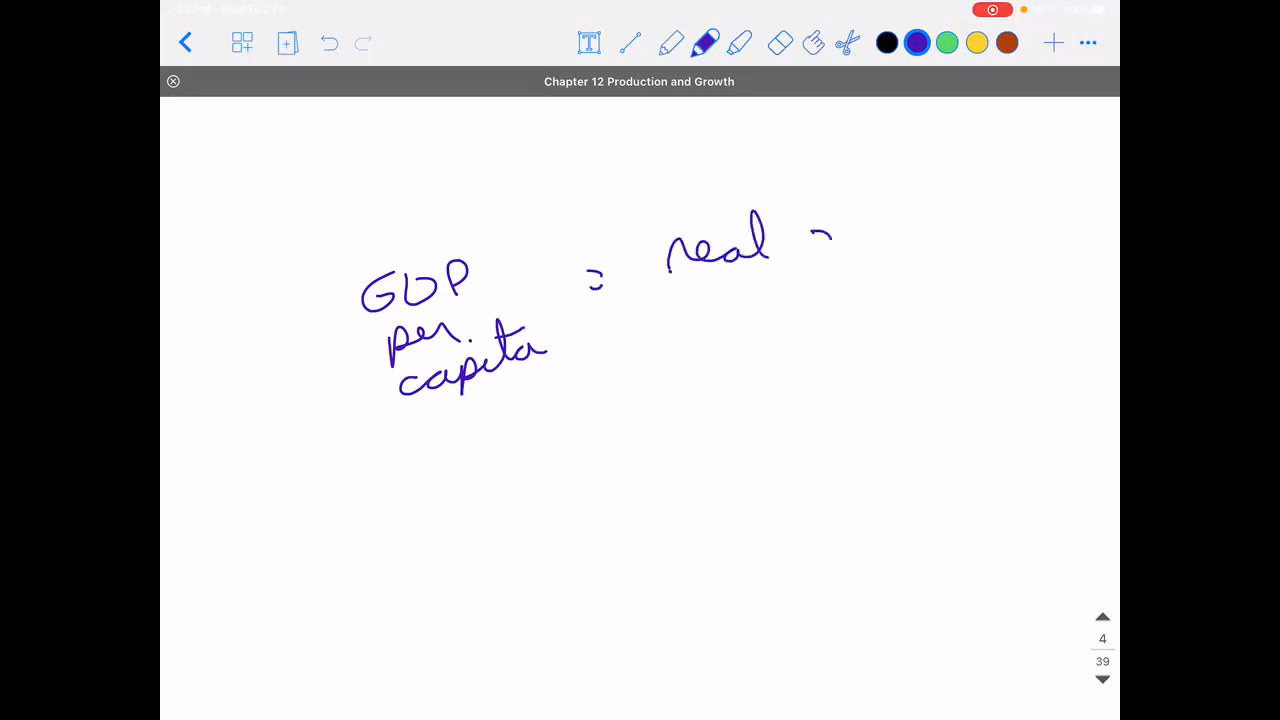 Chapter 12 Production and Growth
GDP = real
per.
capita
4
39